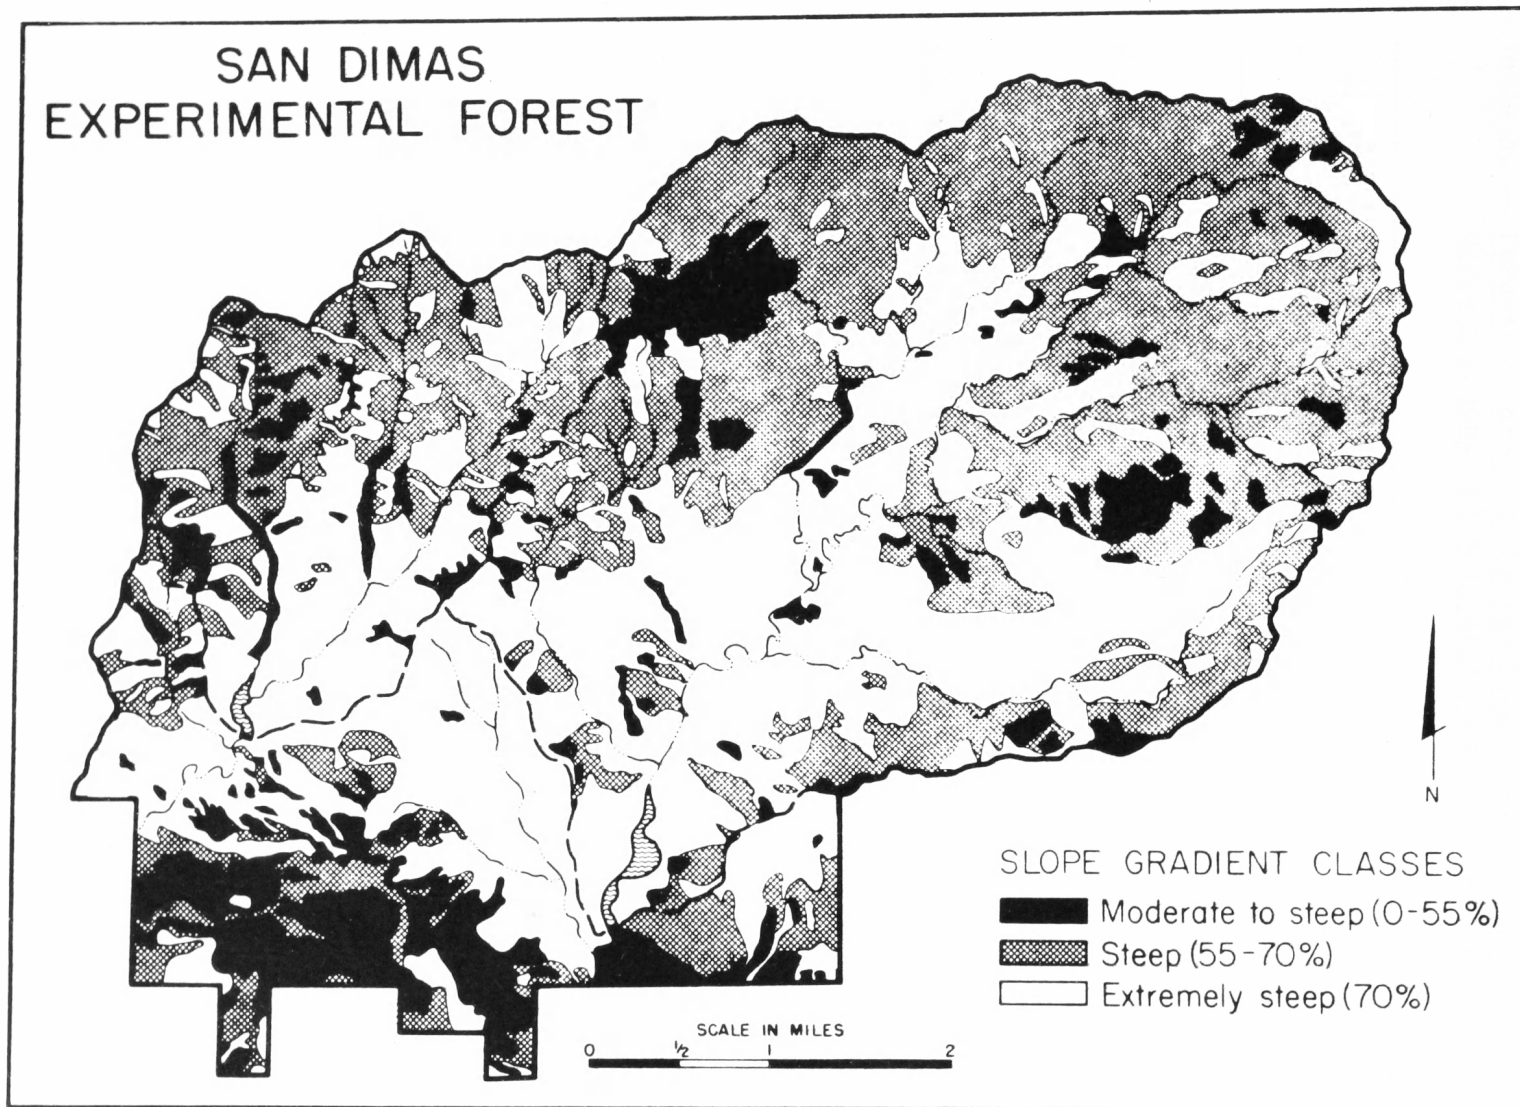 SAN DIMAS
EXPERIMENTAL FOREST
N
SLOPE GRADIENT CLASSES
Moderate to steep (0-55%)
Steep (55-70%)
Extremely steep (70%)
SCALE IN MILES
0 1/2 1 2